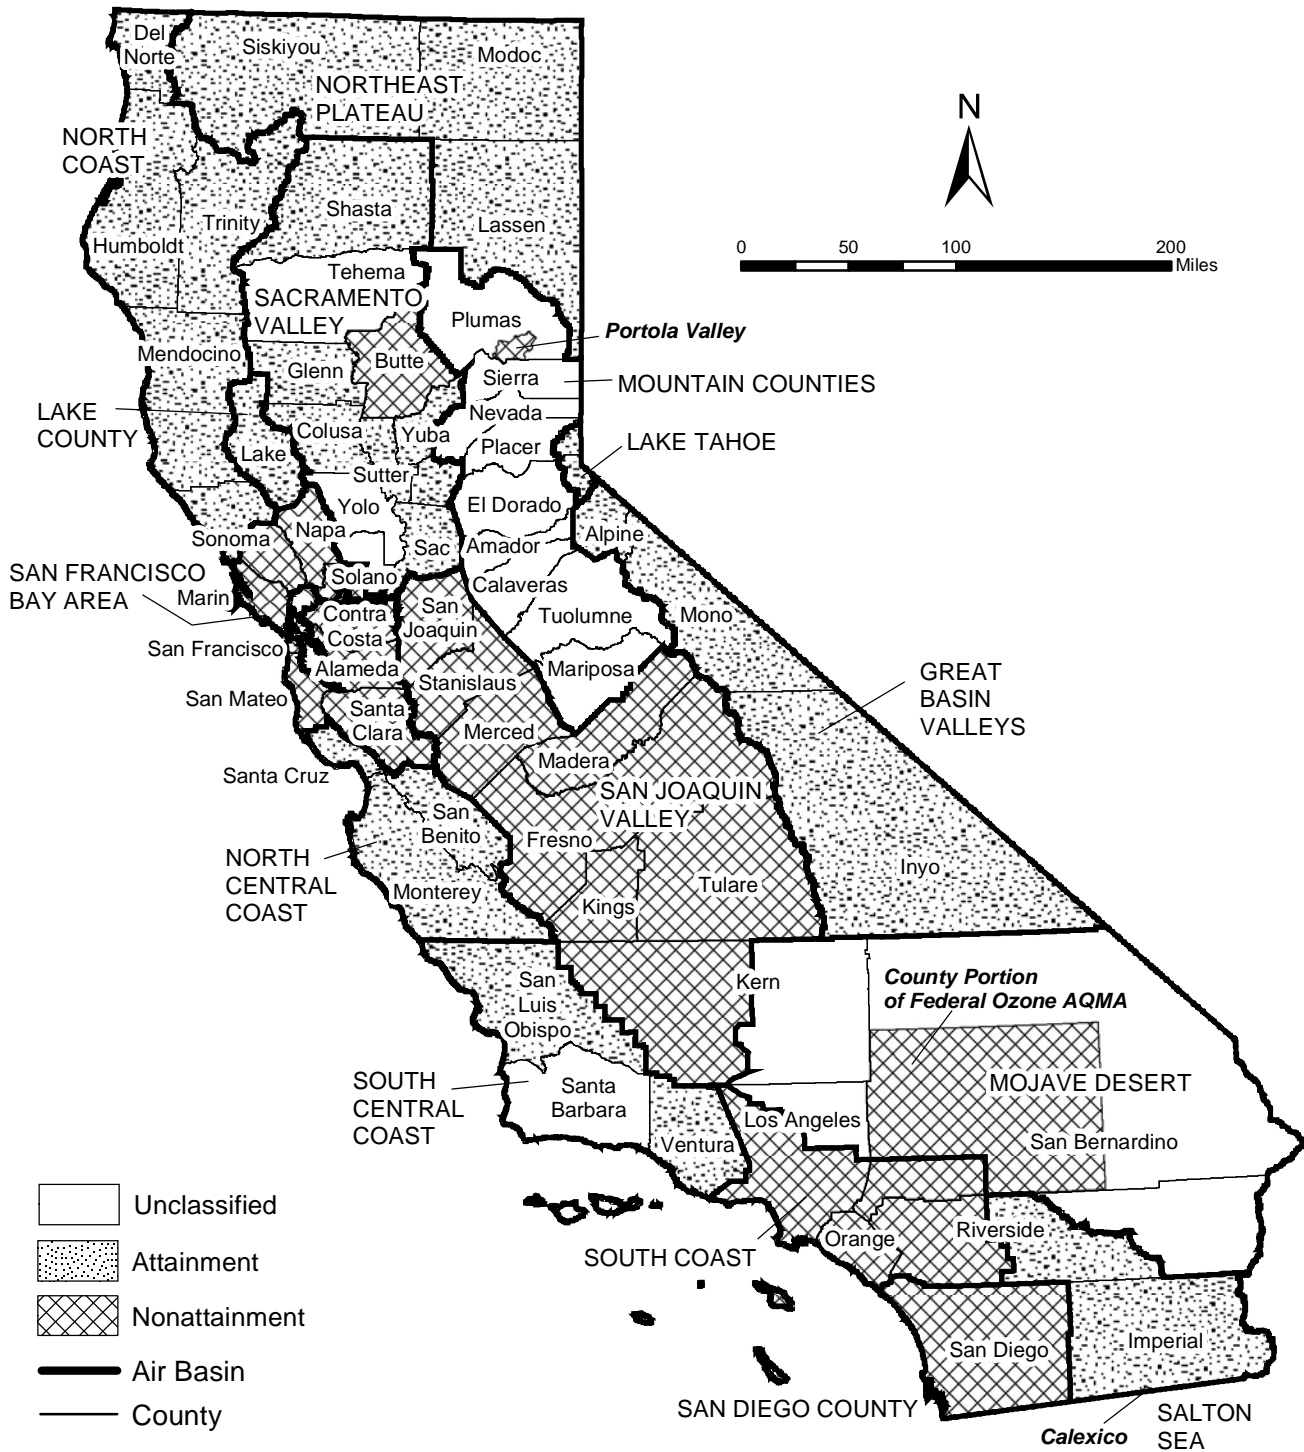 Del
Norte
Siskiyou
Modoc
NORTHEAST
PLATEAU
NORTH
COAST
N
Shasta
Trinity
Lassen
Humboldt
0 50 100 200
Miles
Tehema
SACRAMENTO
VALLEY
Plumas
Portola Valley
Mendocino
Butte
Glenn
Sierra
MOUNTAIN COUNTIES
LAKE
COUNTY
Nevada
Colusa
Yuba
Placer
LAKE TAHOE
Lake
Sutter
Yolo
El Dorado
Napa
Sonoma
Alpine
Sac
Amador
SAN FRANCISCO
BAY AREA
Solano
Calaveras
Marin
San
Joaquin
Contra
Costa
Tuolumne
Mono
San Francisco
Alameda
Mariposa
Stanislaus
GREAT
BASIN
VALLEYS
San Mateo
Santa
Clara
Merced
Madera
Santa Cruz
SAN JOAQUIN
VALLEY
San
Benito
Fresno
NORTH
CENTRAL
COAST
Inyo
Monterey
Tulare
Kings
San
Luis
Obispo
Kern
County Portion
of Federal Ozone AQMA
SOUTH
CENTRAL
COAST
Santa
Barbara
MOJAVE DESERT
Los Angeles
Ventura
San Bernardino
Unclassified
Riverside
Orange
SOUTH COAST
Attainment
Nonattainment
San Diego
Imperial
Air Basin
SAN DIEGO COUNTY
County
Calexico
SALTON
SEA